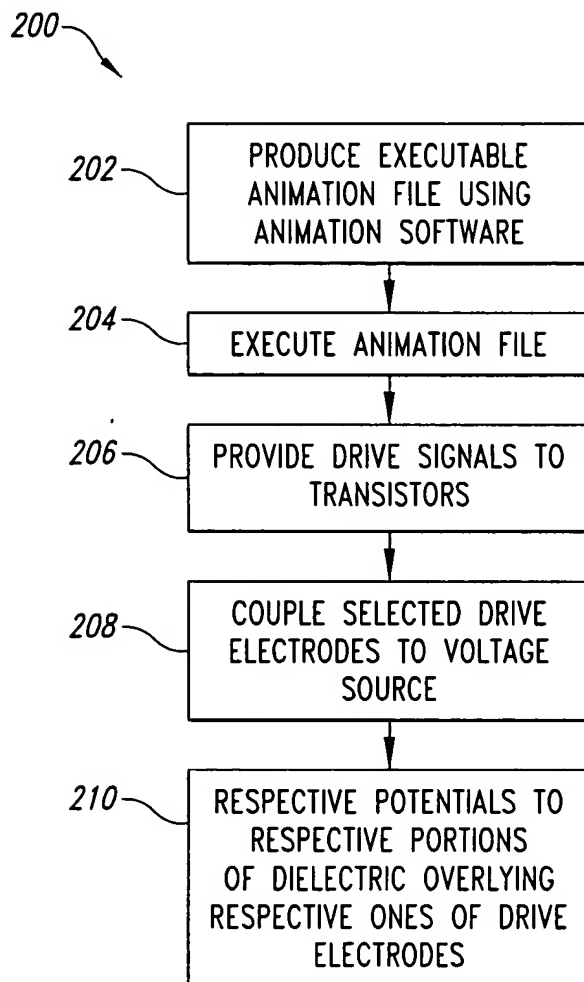 200
202
PRODUCE EXECUTABLE
ANIMATION FILE USING
ANIMATION SOFTWARE
204
EXECUTE ANIMATION FILE
206
PROVIDE DRIVE SIGNALS TO
TRANSISTORS
208
COUPLE SELECTED DRIVE
ELECTRODES TO VOLTAGE
SOURCE
210
RESPECTIVE POTENTIALS TO
RESPECTIVE PORTIONS
OF DIELECTRIC OVERLYING
RESPECTIVE ONES OF DRIVE
ELECTRODES